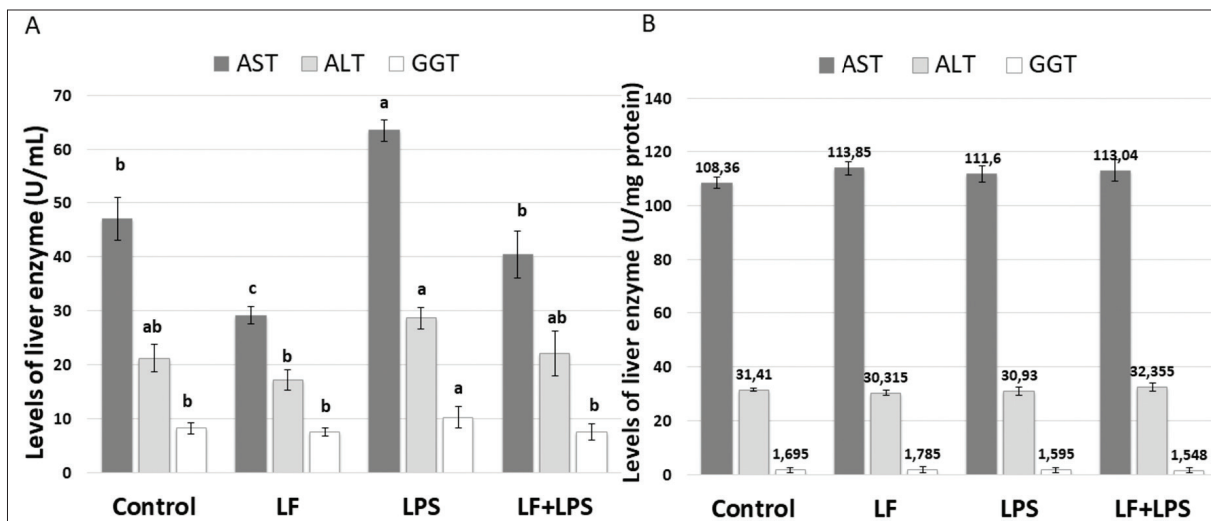 A
AST ALT GGT
Levels of liver enzyme (U/mL)
70
60
50
40
30
20
10
0
b
ab
b
c
b
b
a
a
a
b
ab
b
Control LF LPS LF+LPS
B
AST ALT GGT
Levels of liver enzyme (U/mg protein)
140
120
100
80
60
40
20
0
108,36
31,41
1,695
113,85
30,315
1,785
111,6
30,93
1,595
113,04
32,355
1,548
Control LF LPS LF+LPS